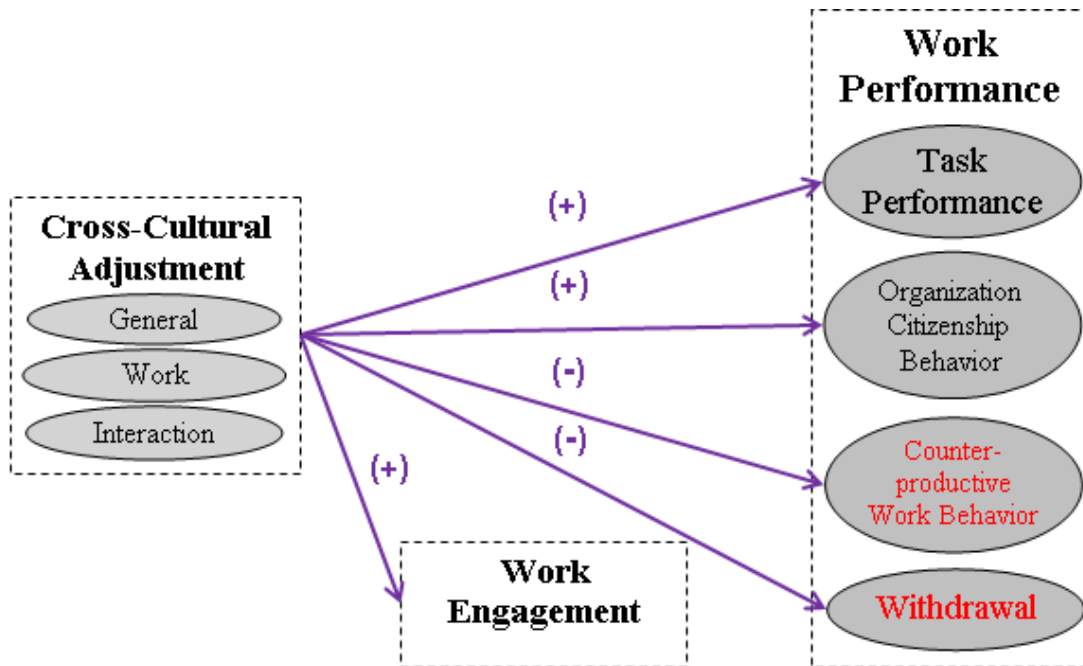 Cross-Cultural
Adjustment
General
Work
Interaction
(+)
(+)
(-)
(-)
(+)
Work
Engagement
Work
Performance
Task
Performance
Organization
Citizenship
Behavior
Counter-
productive
Work Behavior
Withdrawal